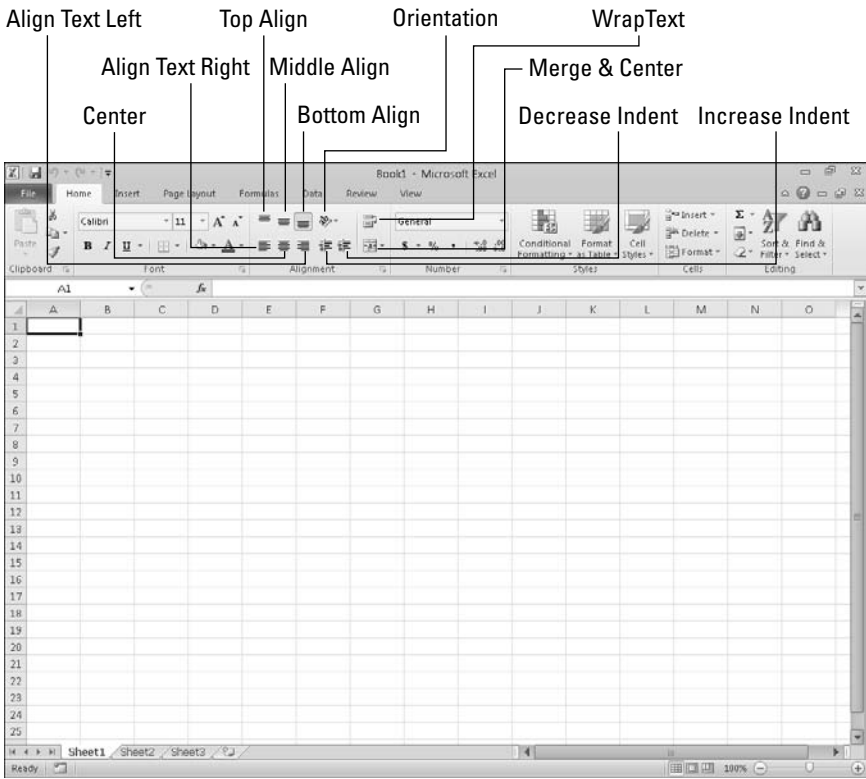 Align Text Left Top Align Orientation WrapText
Align Text Right Middle Align Merge & Center
Center Bottom Align Decrease Indent Increase Indent
Book1 - Microsoft Excel
File Home Insert Page Layout Formulas Data Review View
Calibri 11 A A General
Paste B I U A $ % , Conditional Formatting Format as Table Cell Styles
Insert
Delete
Format
Σ Sort & Filter Find & Select
Clipboard Font Alignment Number Styles Cells Editing
A1 fx
A B C D E F G H I J K L M N O
1
2
3
4
5
6
7
8
9
10
11
12
13
14
15
16
17
18
19
20
21
22
23
24
25
Sheet1 Sheet2 Sheet3
Ready 100%